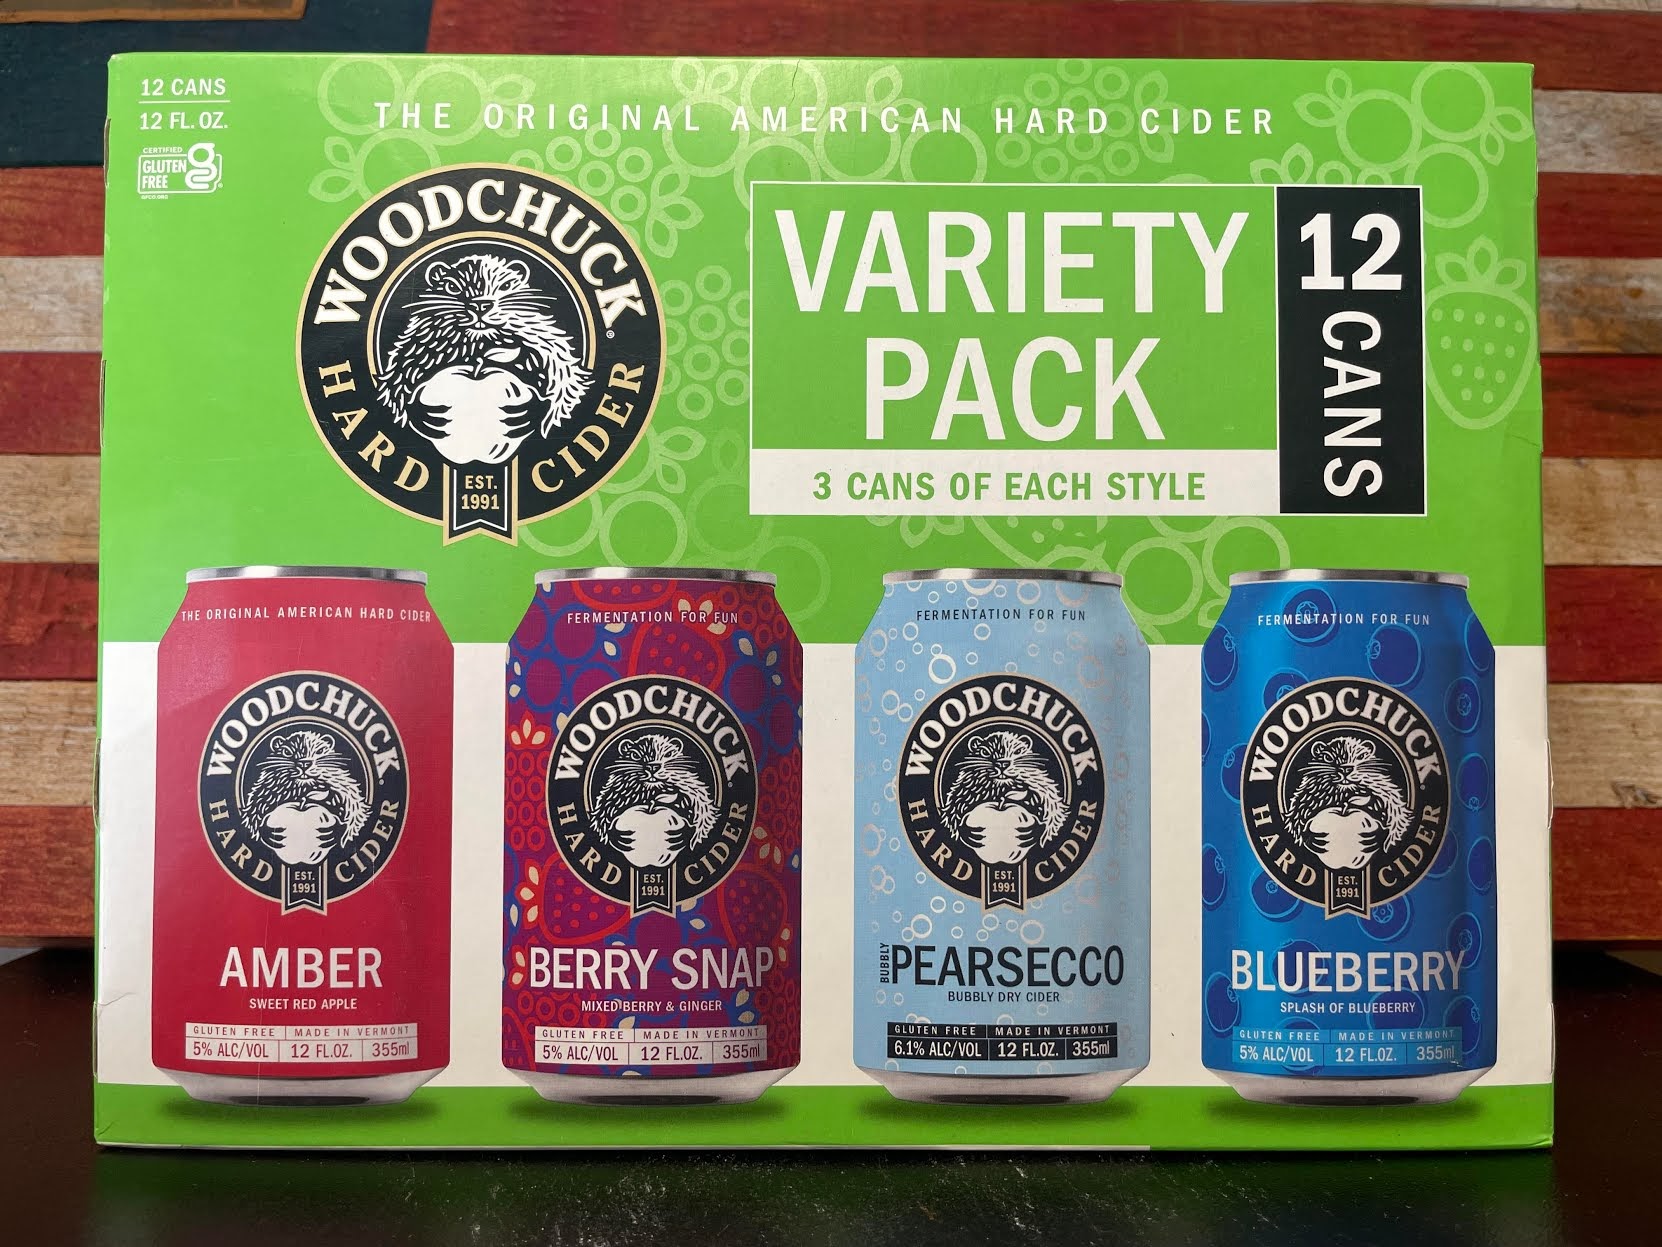 12 CANS
12 FL. OZ.
CERTIFIED
GLUTEN
FREE
GFCO.ORG
THE ORIGINAL AMERICAN HARD CIDER
WOODCHUCK®
HARD CIDER
EST.
1991
VARIETY
PACK
3 CANS OF EACH STYLE
12 CANS
THE ORIGINAL AMERICAN HARD CIDER
WOODCHUCK®
HARD CIDER
EST.
1991
AMBER
SWEET RED APPLE
GLUTEN FREE MADE IN VERMONT
5% ALC/VOL 12 FL.OZ. 355ml
FERMENTATION FOR FUN
WOODCHUCK®
HARD CIDER
EST.
1991
BERRY SNAP
MIXED BERRY & GINGER
GLUTEN FREE MADE IN VERMONT
5% ALC/VOL 12 FL.OZ. 355ml
FERMENTATION FOR FUN
WOODCHUCK®
HARD CIDER
EST.
1991
BUBBLY PEARSECCO
BUBBLY DRY CIDER
GLUTEN FREE MADE IN VERMONT
6.1% ALC/VOL 12 FL.OZ. 355ml
FERMENTATION FOR FUN
WOODCHUCK®
HARD CIDER
EST.
1991
BLUEBERRY
SPLASH OF BLUEBERRY
GLUTEN FREE MADE IN VERMONT
5% ALC/VOL 12 FL.OZ. 355ml